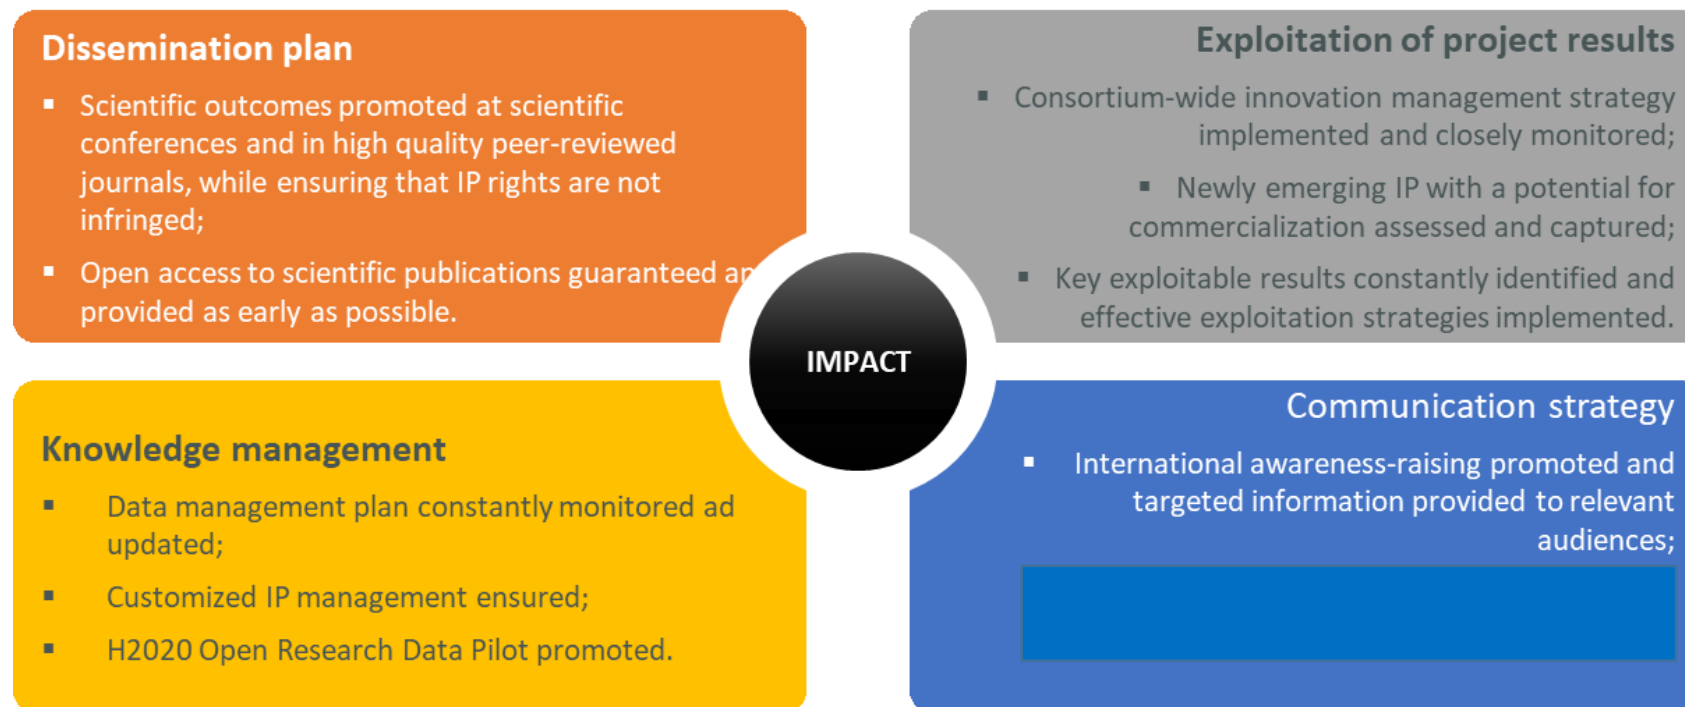 Dissemination plan
▪ Scientific outcomes promoted at scientific
conferences and in high quality peer-reviewed
journals, while ensuring that IP rights are not
infringed;
▪ Open access to scientific publications guaranteed
provided as early as possible.
Exploitation of project results
▪ Consortium-wide innovation management strategy
implemented and closely monitored;
▪ Newly emerging IP with a potential for
commercialization assessed and captured;
▪ Key exploitable results constantly identified and
effective exploitation strategies implemented.
IMPACT
Knowledge management
▪ Data management plan constantly monitored ad
updated;
▪ Customized IP management ensured;
▪ H2020 Open Research Data Pilot promoted.
Communication strategy
▪ International awareness-raising promoted and
targeted information provided to relevant
audiences;